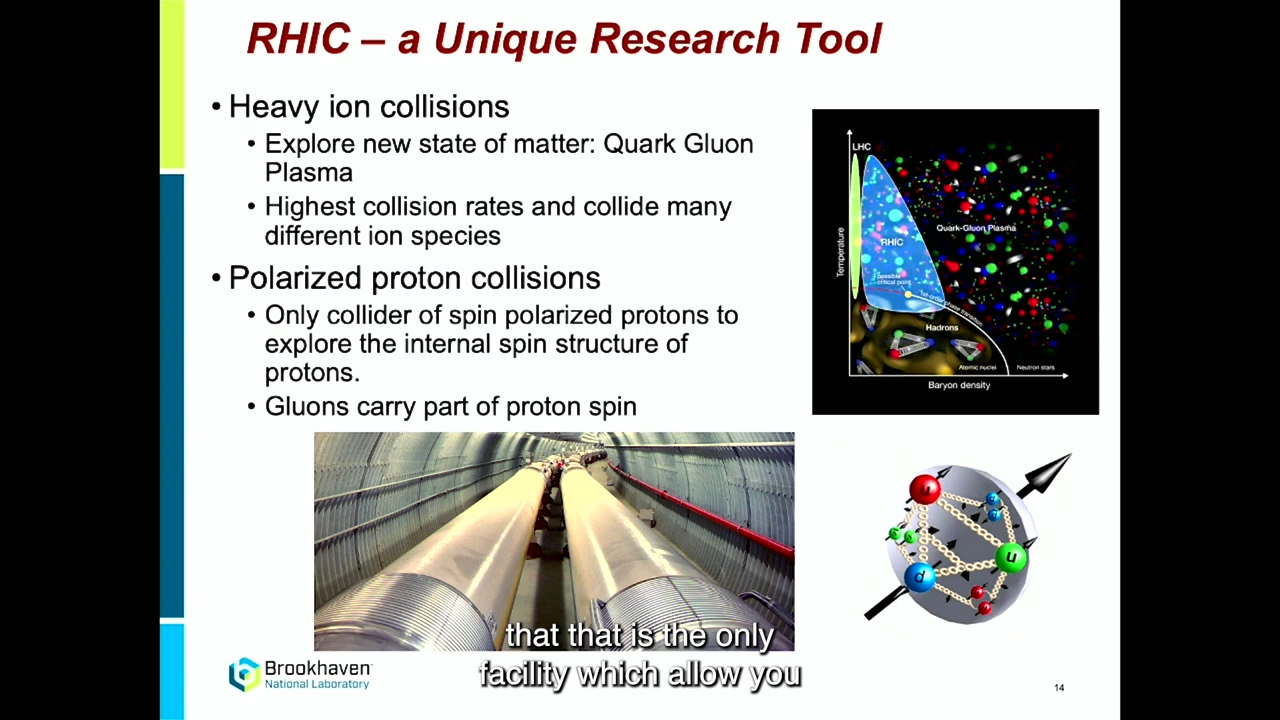 RHIC – a Unique Research Tool
• Heavy ion collisions
• Explore new state of matter: Quark Gluon
Plasma
• Highest collision rates and collide many
different ion species
• Polarized proton collisions
• Only collider of spin polarized protons to
explore the internal spin structure of
protons.
• Gluons carry part of proton spin
LHC
Quark-Gluon Plasma
RHIC
Temperature
possible
critical point
1st-order phase transition
Hadrons
Atomic nuclei
Neutron stars
Baryon density
u
u
d
that that is the only
facility which allow you
Brookhaven
National Laboratory
14